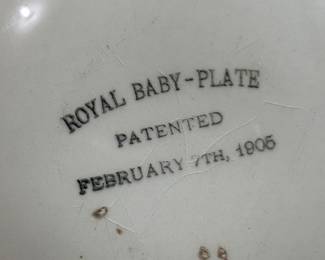 ROYAL BABY-PLATE
PATENTED
FEBRUARY 7TH, 1905